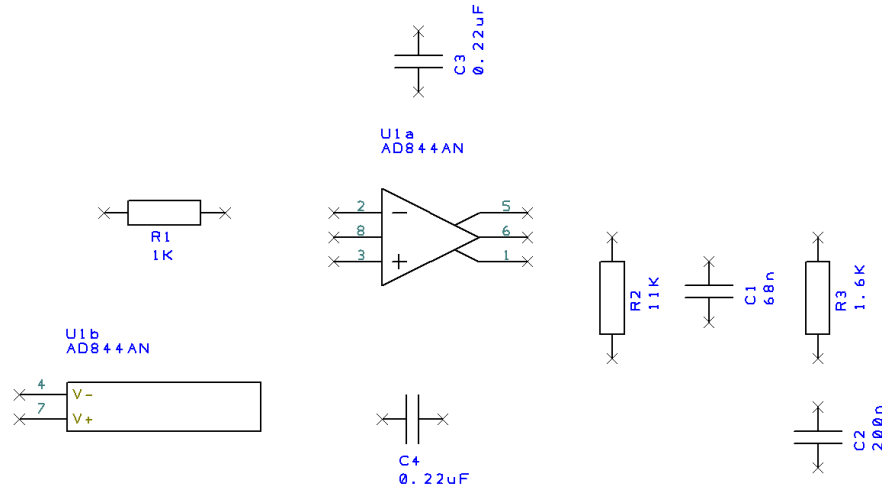 C3
0.22uF
U1a
AD844AN
2
8
3
5
6
1
R1
1K
R2
11K
C1
68n
R3
1.6K
U1b
AD844AN
4
V-
7
V+
C4
0.22uF
C2
200n